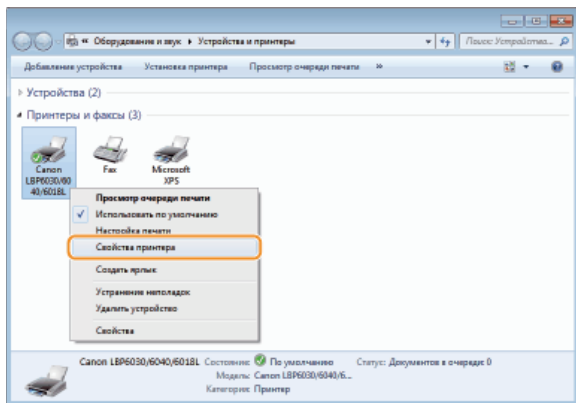 « Оборудование и звук ▸ Устройства и принтеры
Поиск: Устройства...
Добавление устройства Установка принтера Просмотр очереди печати »
Устройства (2)
Принтеры и факсы (3)
Canon LBP6030/6040/6018L
Fax
Microsoft XPS
Просмотр очереди печати
Использовать по умолчанию
Настройка печати
Свойства принтера
Создать ярлык
Устранение неполадок
Удалить устройство
Свойства
Canon LBP6030/6040/6018L Состояние: По умолчанию Статус: Документов в очереди: 0
Модель: Canon LBP6030/6040/6...
Категория: Принтер